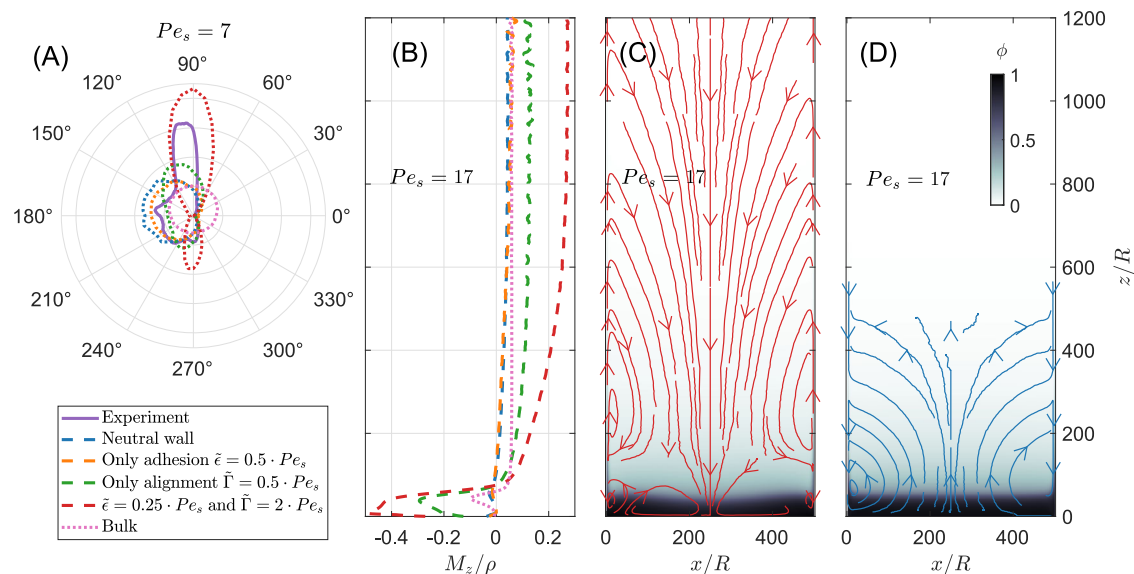 (A)
Pe_s = 7
90°
120°
60°
150°
30°
180°
0°
210°
330°
240°
300°
270°
Experiment
Neutral wall
Only adhesion ε̃ = 0.5 · Pe_s
Only alignment Γ̃ = 0.5 · Pe_s
ε̃ = 0.25 · Pe_s and Γ̃ = 2 · Pe_s
Bulk
(B)
Pe_s = 17
-0.4 -0.2 0 0.2
M_z/ρ
(C)
Pe_s = 17
0 200 400
x/R
(D)
ϕ
1
0.5
0
Pe_s = 17
0 200 400
x/R
1200
1000
800
600
400
200
0
z/R